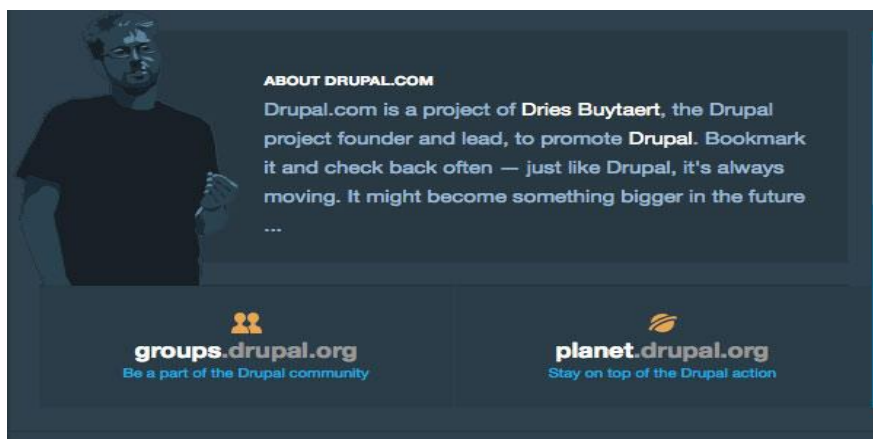 ABOUT DRUPAL.COM
Drupal.com is a project of Dries Buytaert, the Drupal
project founder and lead, to promote Drupal. Bookmark
it and check back often — just like Drupal, it's always
moving. It might become something bigger in the future
...
groups.drupal.org
Be a part of the Drupal community
planet.drupal.org
Stay on top of the Drupal action